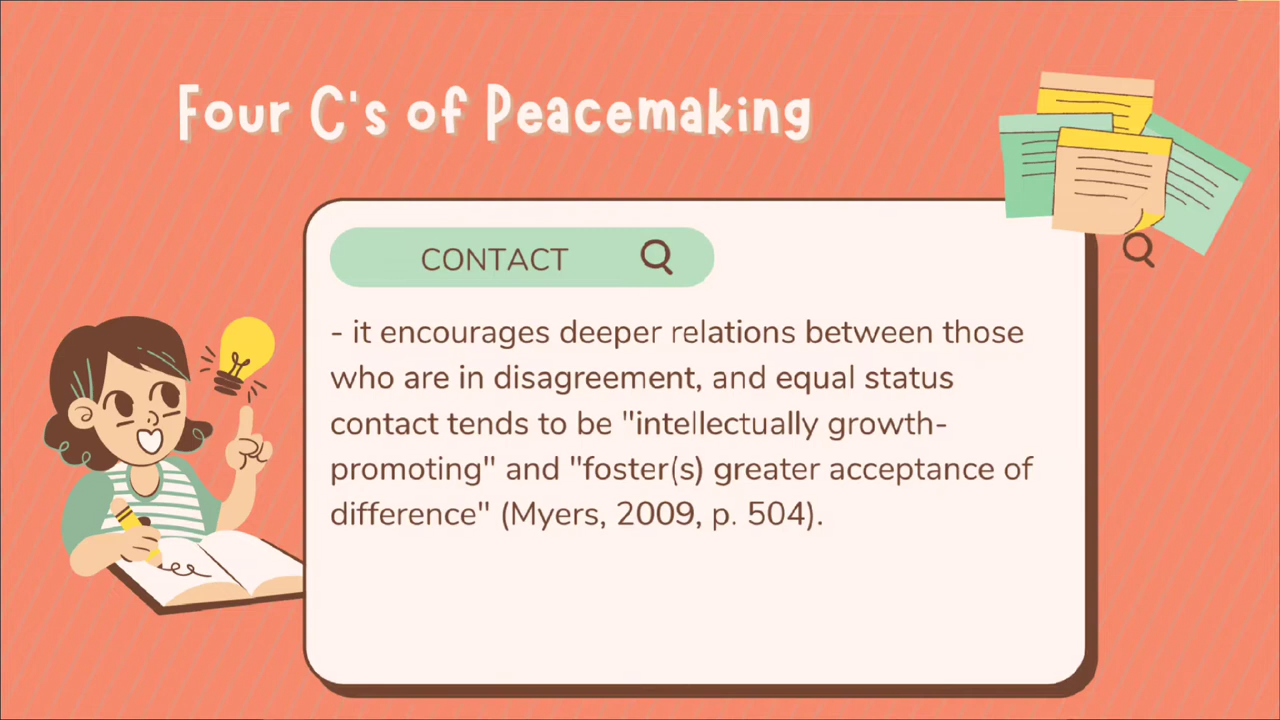 Four C's of Peacemaking
CONTACT
- it encourages deeper relations between those
who are in disagreement, and equal status
contact tends to be "intellectually growth-
promoting" and "foster(s) greater acceptance of
difference" (Myers, 2009, p. 504).